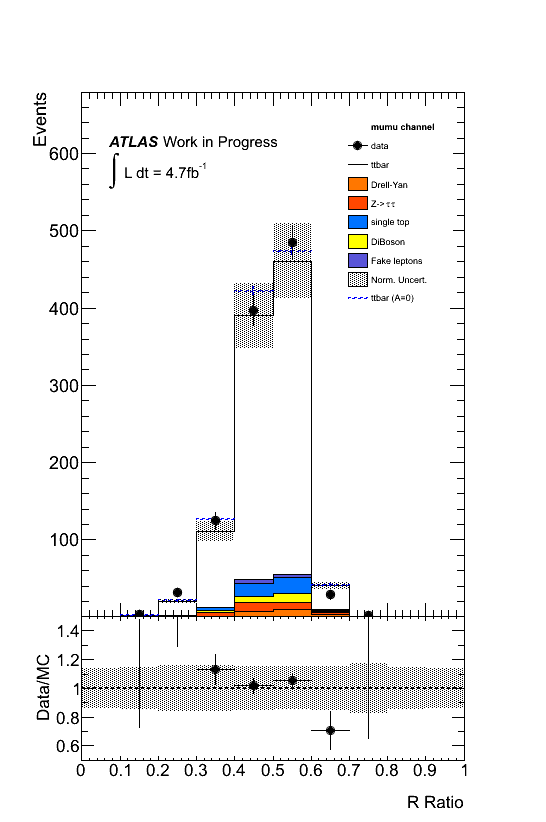 Events
ATLAS Work in Progress
∫ L dt = 4.7fb⁻¹
mumu channel
data
ttbar
Drell-Yan
Z->ττ
single top
DiBoson
Fake leptons
Norm. Uncert.
ttbar (A=0)
600
500
400
300
200
100
Data/MC
1.4
1.2
1
0.8
0.6
0 0.1 0.2 0.3 0.4 0.5 0.6 0.7 0.8 0.9 1
R Ratio